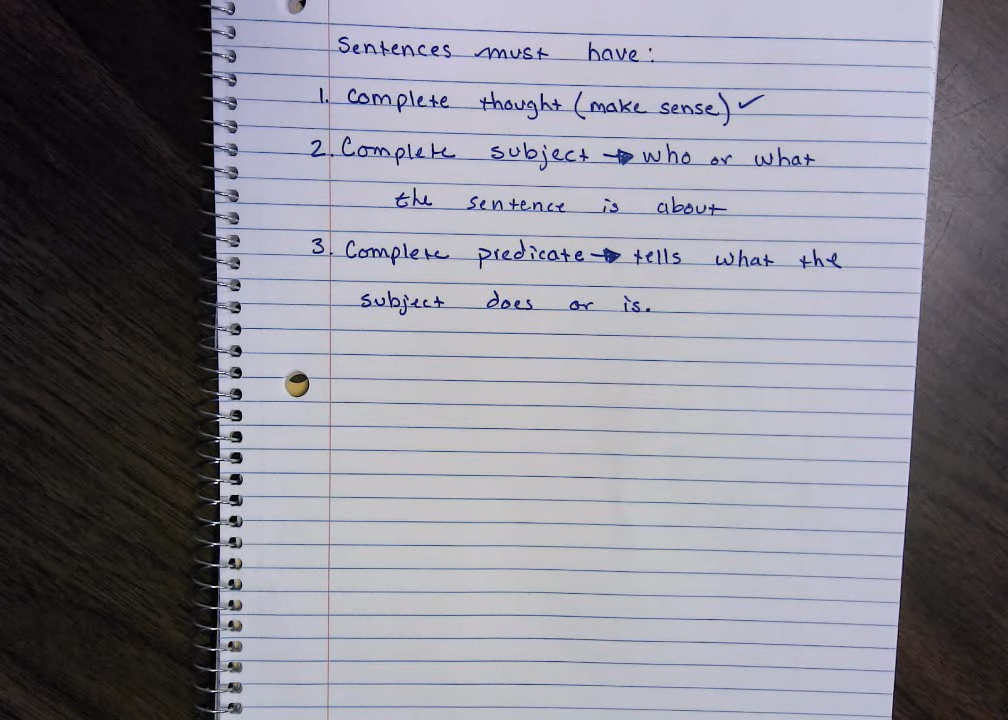 Sentences must have:
1. Complete thought (make sense) ✓
2. Complete subject → who or what
the sentence is about
3. Complete predicate → tells what the
subject does or is.